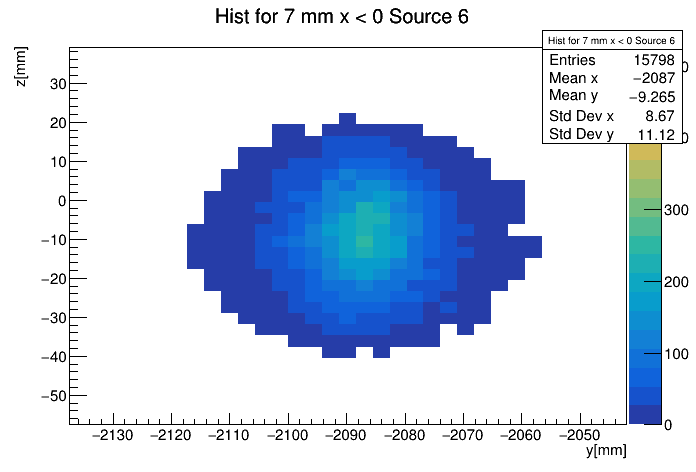 Hist for 7 mm x < 0 Source 6
z[mm]
Hist for 7 mm x < 0 Source 6
Entries 15798
Mean x −2087
Mean y −9.265
Std Dev x 8.67
Std Dev y 11.12
30
20
10
0
−10
−20
−30
−40
−50
0
0
300
200
100
0
−2130 −2120 −2110 −2100 −2090 −2080 −2070 −2060 −2050
y[mm]